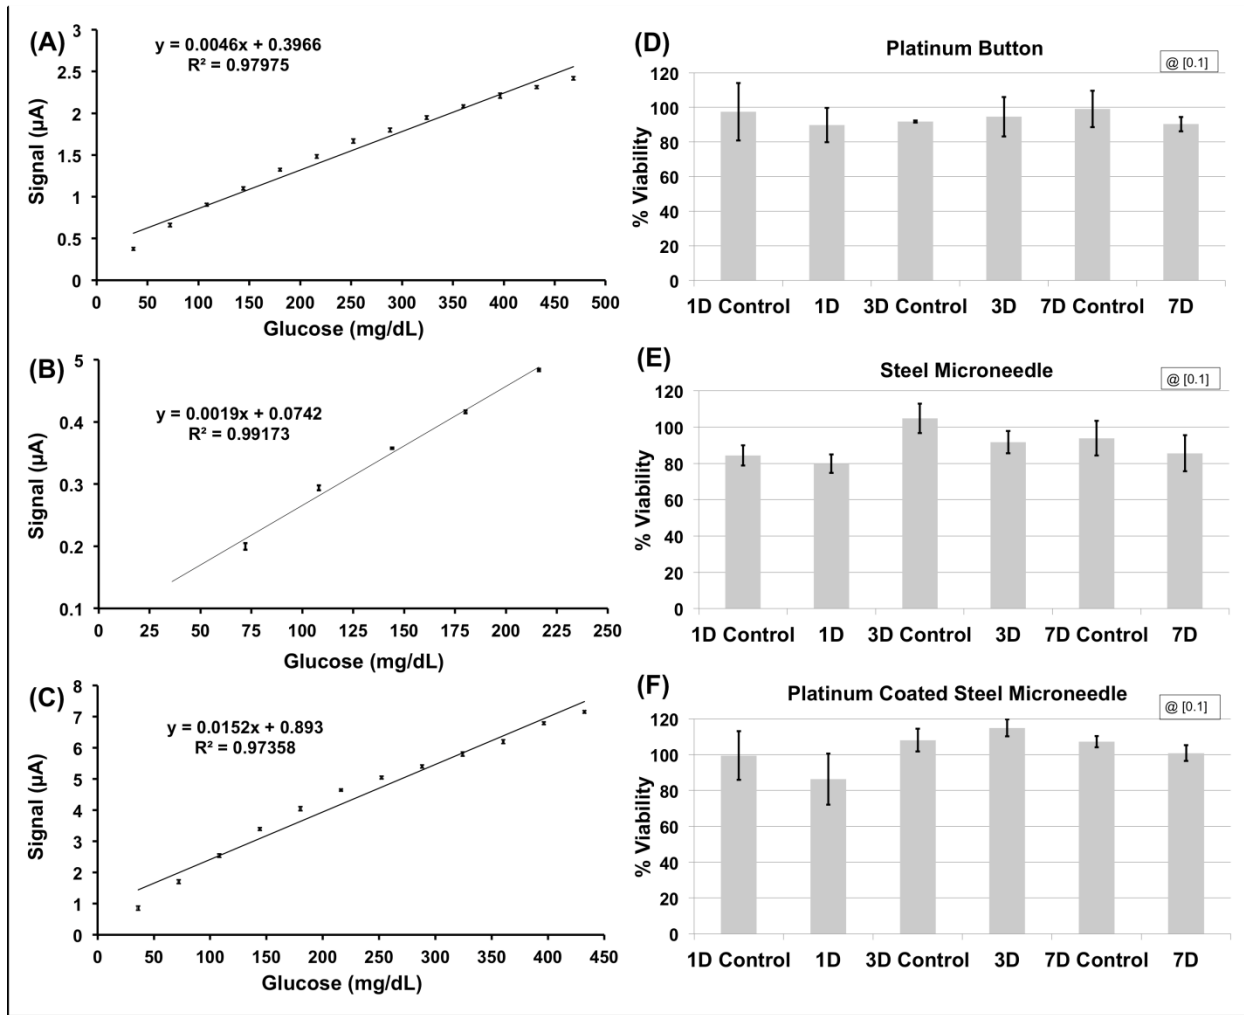 (A)
y = 0.0046x + 0.3966
R² = 0.97975
Signal (µA)
3
2.5
2
1.5
1
0.5
0
0 50 100 150 200 250 300 350 400 450 500
Glucose (mg/dL)
(B)
y = 0.0019x + 0.0742
R² = 0.99173
Signal (µA)
5
0.4
0.3
0.2
0.1
0 25 50 75 100 125 150 175 200 225 250
Glucose (mg/dL)
(C)
y = 0.0152x + 0.893
R² = 0.97358
Signal (µA)
8
7
6
5
4
3
2
1
0
0 50 100 150 200 250 300 350 400 450
Glucose (mg/dL)
(D)
Platinum Button
@ [0.1]
% Viability
120
100
80
60
40
20
0
1D Control 1D 3D Control 3D 7D Control 7D
(E)
Steel Microneedle
@ [0.1]
% Viability
120
100
80
60
40
20
0
1D Control 1D 3D Control 3D 7D Control 7D
(F)
Platinum Coated Steel Microneedle
@ [0.1]
% Viability
120
100
80
60
40
20
0
1D Control 1D 3D Control 3D 7D Control 7D